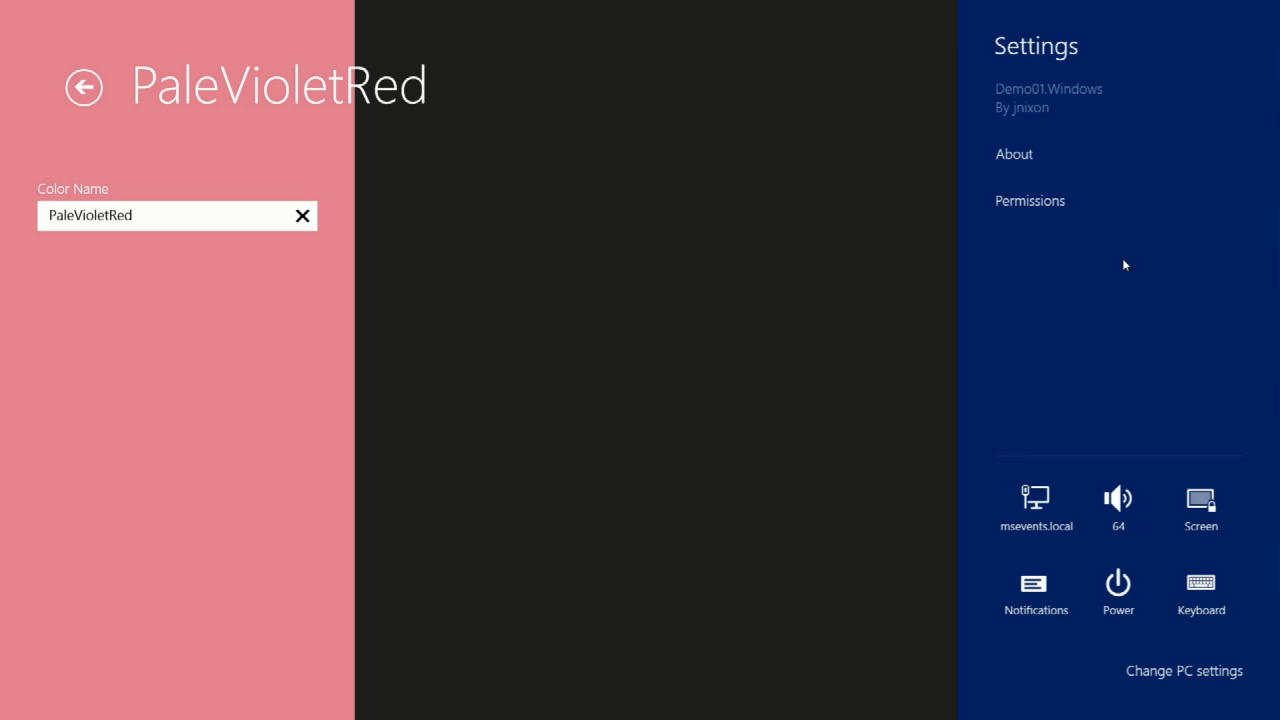 PaleVioletRed
Color Name
PaleVioletRed
Settings
Demo01.Windows
By jnixon
About
Permissions
msevents.local
64
Screen
Notifications
Power
Keyboard
Change PC settings